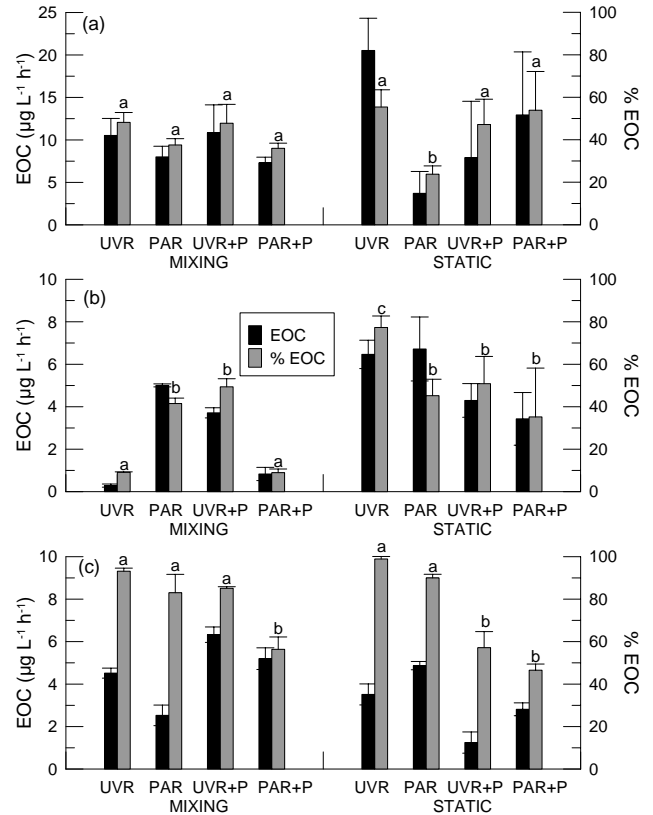 (a)
EOC (µg L⁻¹ h⁻¹)
25
20
15
10
5
0
100
80
60
40
20
0
% EOC
a a a a a b a a
UVR PAR UVR+P PAR+P UVR PAR UVR+P PAR+P
MIXING STATIC
(b)
EOC (µg L⁻¹ h⁻¹)
10
8
6
4
2
0
100
80
60
40
20
0
% EOC
EOC
% EOC
a b b a c b b b
UVR PAR UVR+P PAR+P UVR PAR UVR+P PAR+P
MIXING STATIC
(c)
EOC (µg L⁻¹ h⁻¹)
10
8
6
4
2
0
100
80
60
40
20
0
% EOC
a a a b a a b b
UVR PAR UVR+P PAR+P UVR PAR UVR+P PAR+P
MIXING STATIC